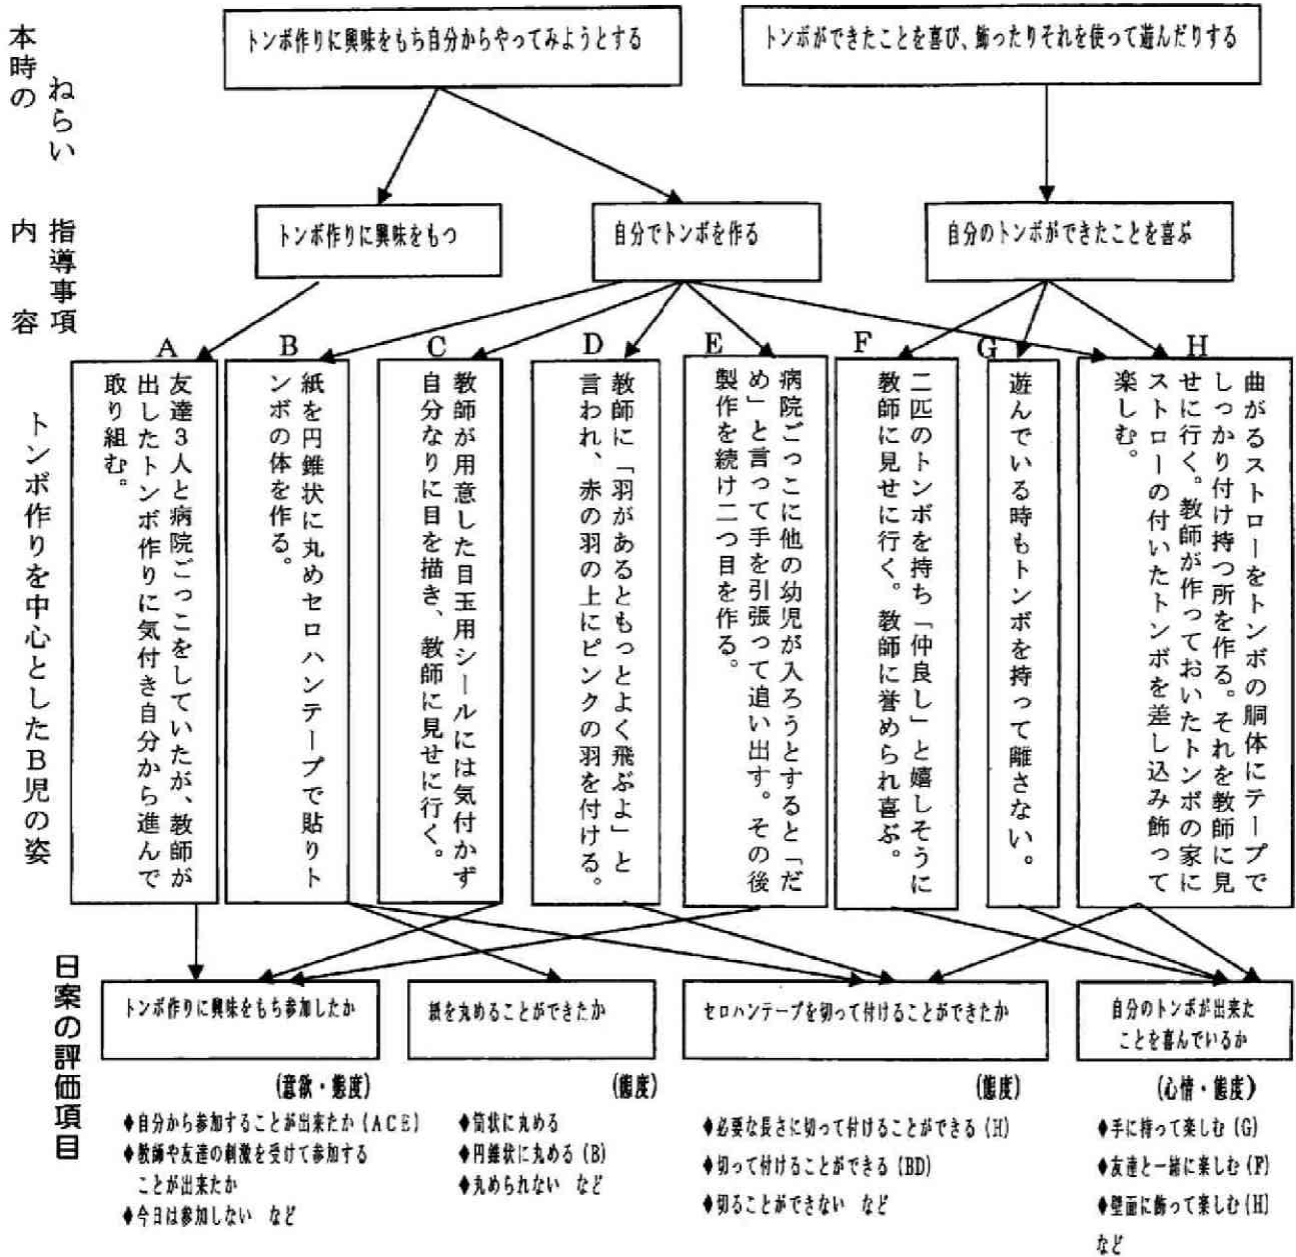 本時の
ねらい
トンボ作りに興味をもち自分からやってみようとする
トンボができたことを喜び、飾ったりそれを使って遊んだりする
指導事項
内容
トンボ作りに興味をもつ
自分でトンボを作る
自分のトンボができたことを喜ぶ
トンボ作りを中心としたB児の姿
A
友達3人と病院ごっこをしていたが、教師が
出したトンボ作りに気付き自分から進んで
取り組む。
B
紙を円錐状に丸めセロハンテープで貼りト
ンボの体を作る。
C
教師が用意した目玉用シールには気付かず
自分なりに目を描き、教師に見せに行く。
D
教師に「羽があるともっとよく飛ぶよ」と
言われ、赤の羽の上にピンクの羽を付ける。
E
病院ごっこに他の幼児が入ろうとすると「だ
め」と言って手を引張って追い出す。その後
製作を続け二つ目を作る。
F
二匹のトンボを持ち「仲良し」と嬉しそうに
教師に見せに行く。教師に誉められ喜ぶ。
G
遊んでいる時もトンボを持って離さない。
H
曲がるストローをトンボの胴体にテープで
しっかり付け持つ所を作る。それを教師に見
せに行く。教師が作っておいたトンボの家に
ストローの付いたトンボを差し込み飾って
楽しむ。
日案の評価項目
トンボ作りに興味をもち参加したか
(意欲・態度)
◆自分から参加することが出来たか(ACE)
◆教師や友達の刺激を受けて参加する
ことが出来たか
◆今日は参加しない など
紙を丸めることができたか
(態度)
◆筒状に丸める
◆円錐状に丸める(B)
◆丸められない など
セロハンテープを切って付けることができたか
(態度)
◆必要な長さに切って付けることができる(H)
◆切って付けることができる(BD)
◆切ることができない など
自分のトンボが出来た
ことを喜んでいるか
(心情・態度)
◆手に持って楽しむ(G)
◆友達と一緒に楽しむ(F)
◆壁面に飾って楽しむ(H)
など